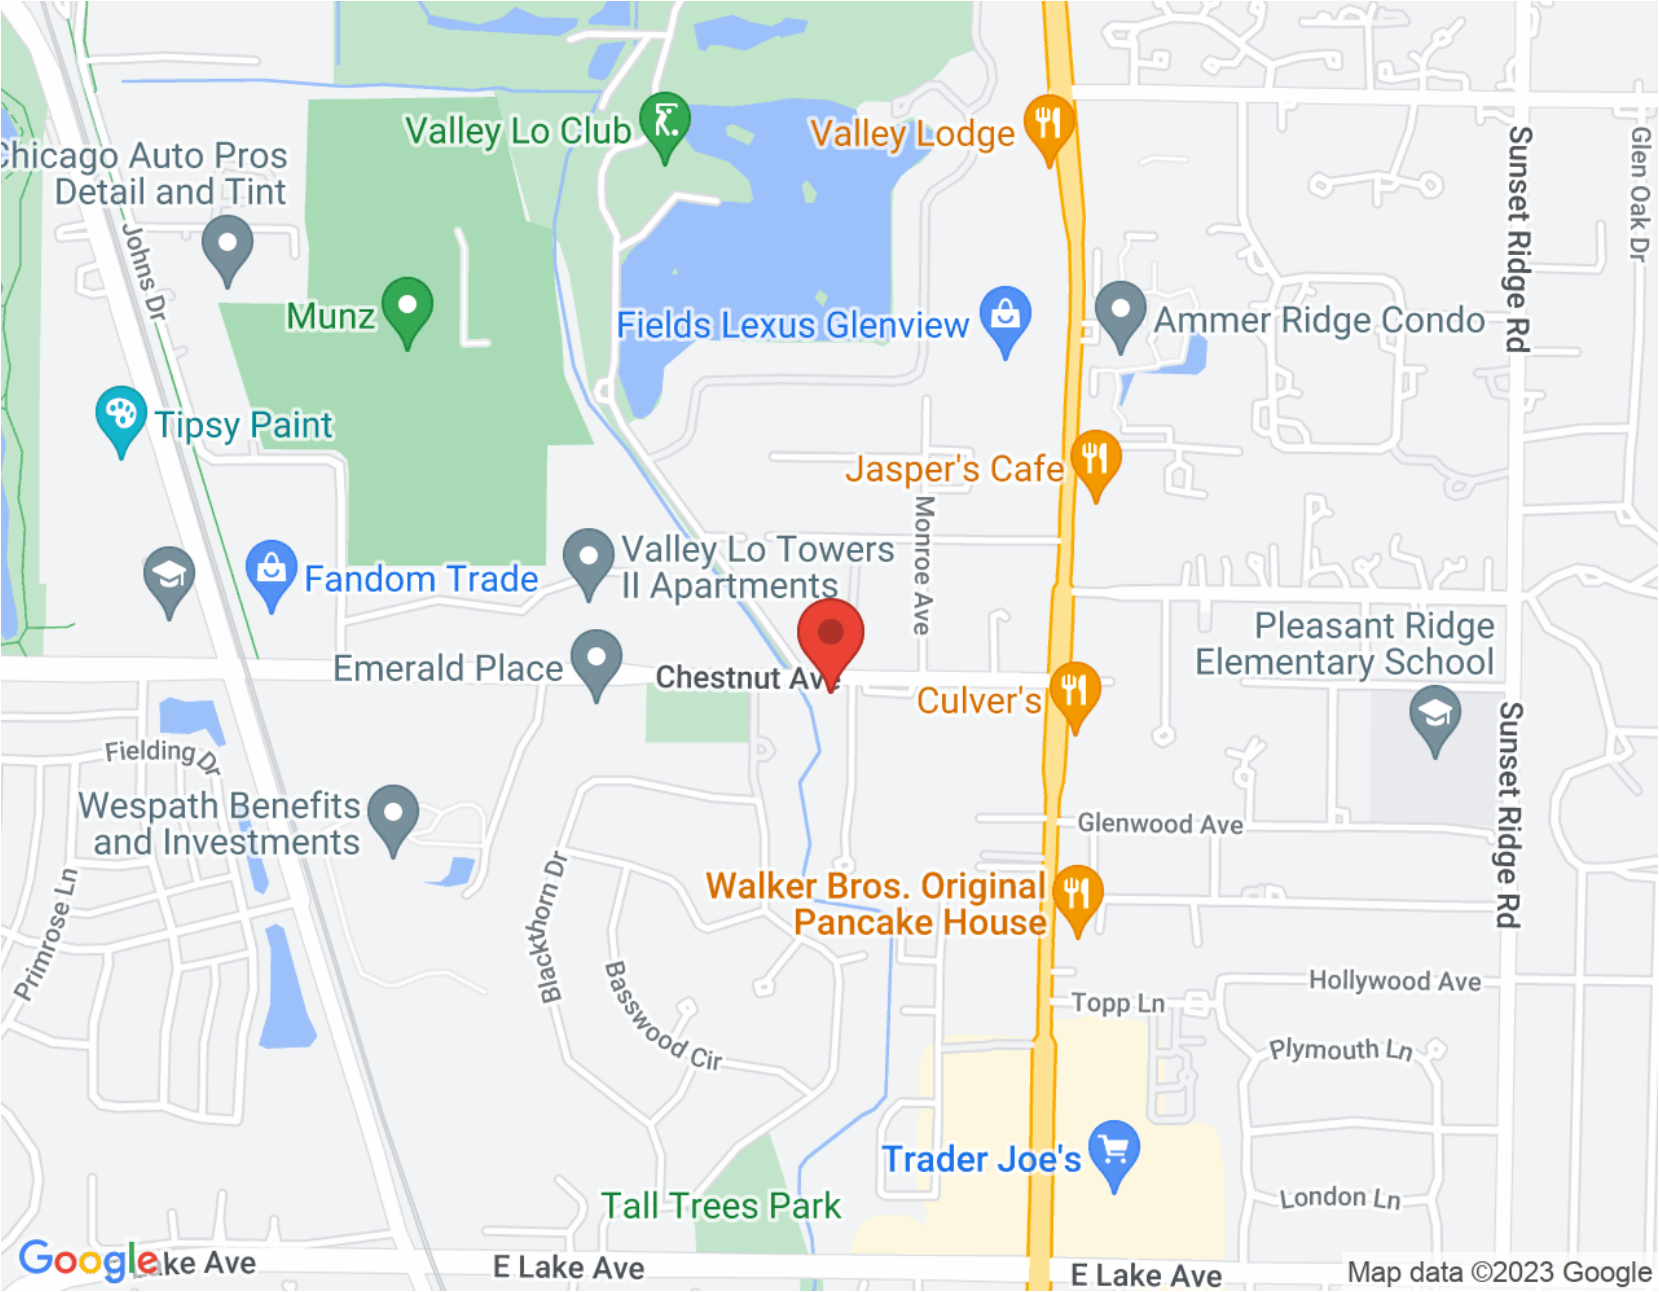 Valley Lo Club
Valley Lodge
Chicago Auto Pros
Detail and Tint
Sunset Ridge Rd
Glen Oak Dr
Johns Dr
Munz
Fields Lexus Glenview
Ammer Ridge Condo
Tipsy Paint
Jasper's Cafe
Monroe Ave
Valley Lo Towers
II Apartments
Fandom Trade
Pleasant Ridge
Elementary School
Emerald Place
Chestnut Ave
Culver's
Sunset Ridge Rd
Fielding Dr
Wespath Benefits
and Investments
Glenwood Ave
Primrose Ln
Blackthorn Dr
Walker Bros. Original
Pancake House
Basswood Cir
Hollywood Ave
Topp Ln
Plymouth Ln
Trader Joe's
London Ln
Tall Trees Park
Google
Lake Ave
E Lake Ave
E Lake Ave
Map data ©2023 Google